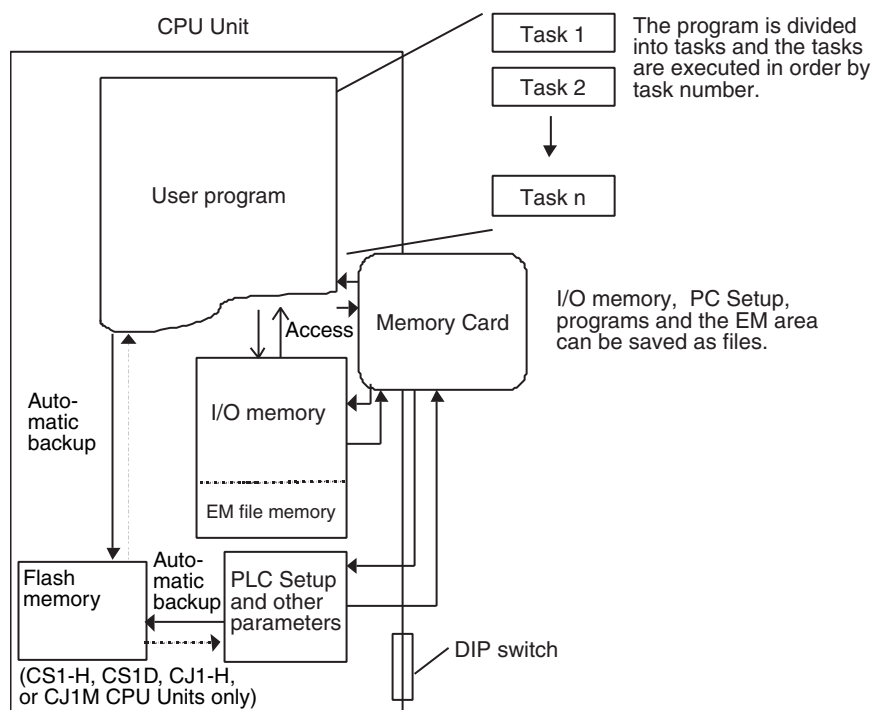 CPU Unit
Task 1
Task 2
Task n
The program is divided
into tasks and the tasks
are executed in order by
task number.
User program
Memory Card
I/O memory, PC Setup,
programs and the EM area
can be saved as files.
Access
I/O memory
EM file memory
Auto-
matic
backup
Flash
memory
Auto-
matic
backup
PLC Setup
and other
parameters
DIP switch
(CS1-H, CS1D, CJ1-H,
or CJ1M CPU Units only)